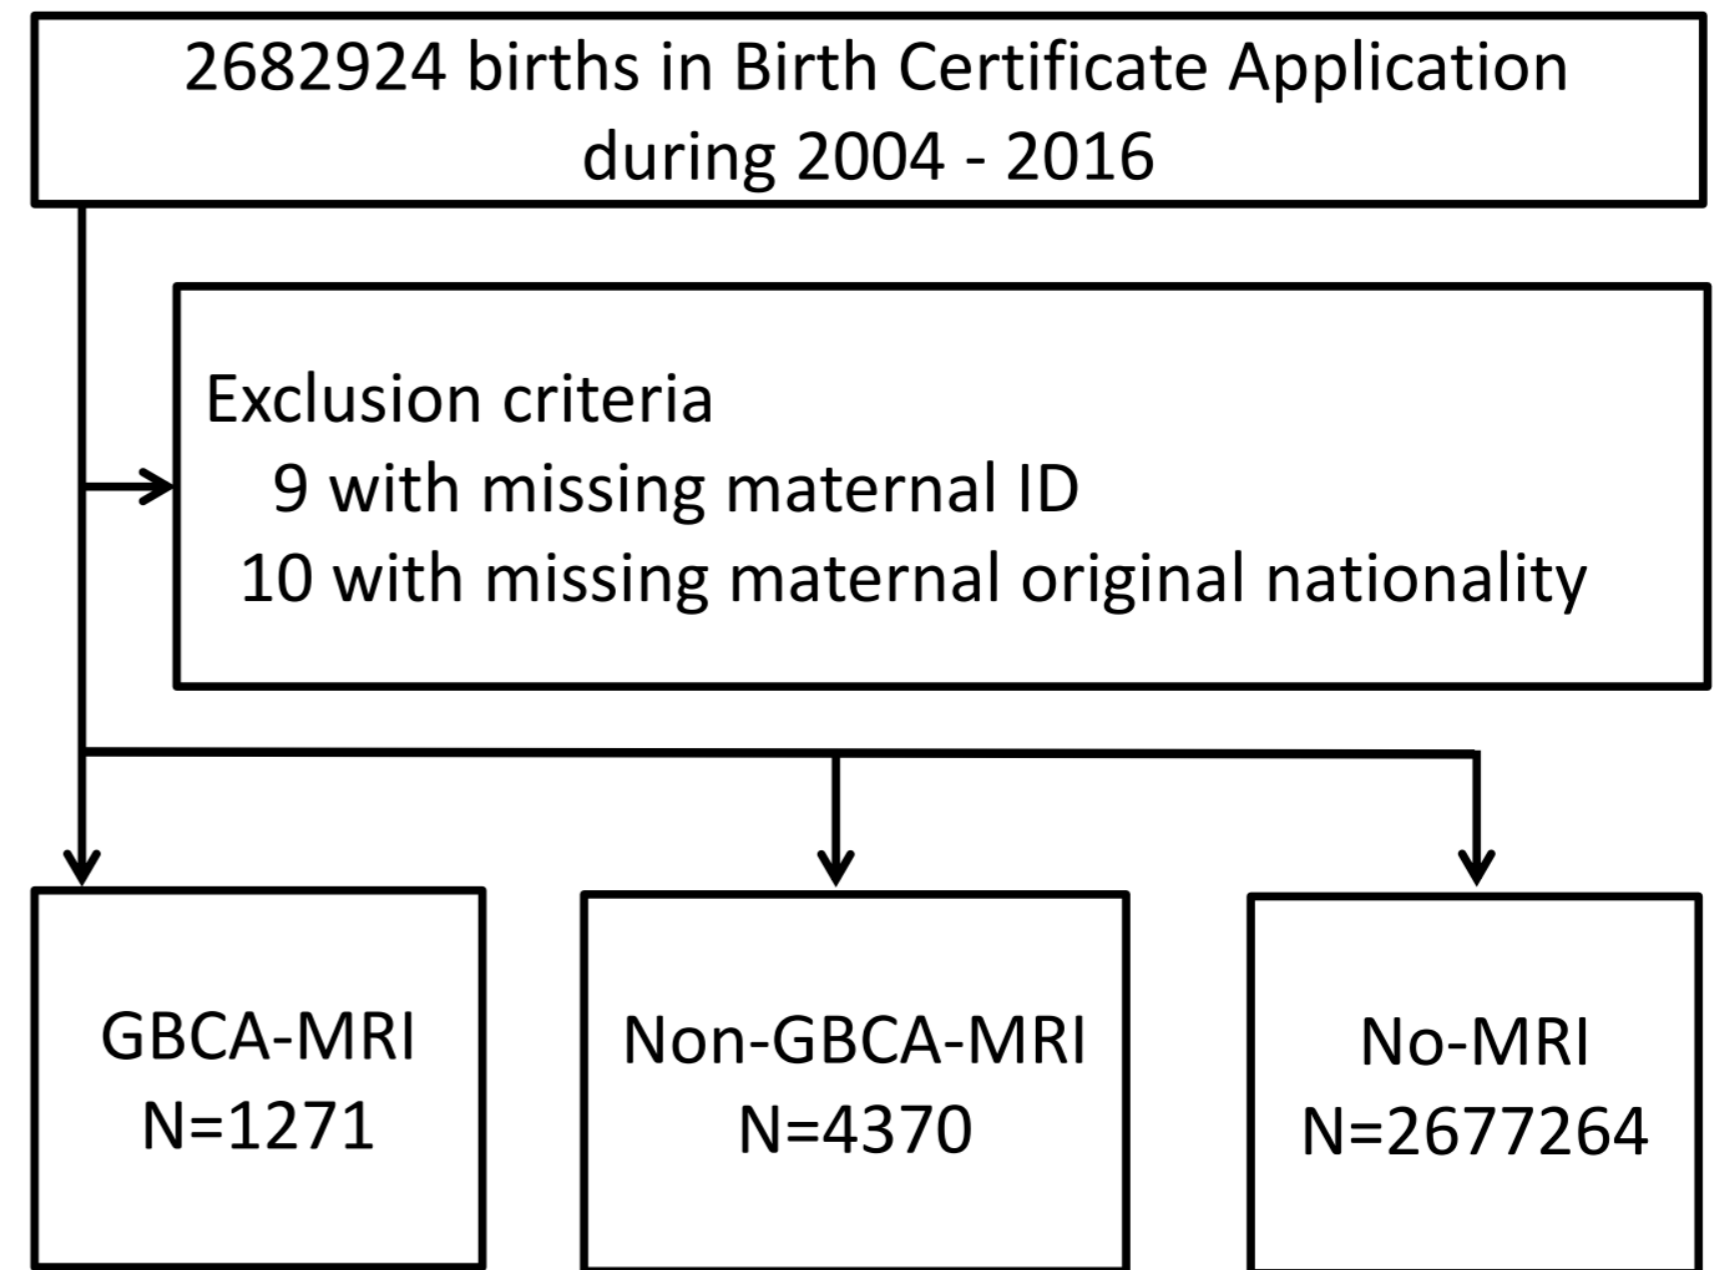 2682924 births in Birth Certificate Application
during 2004 - 2016
Exclusion criteria
9 with missing maternal ID
10 with missing maternal original nationality
GBCA-MRI
N=1271
Non-GBCA-MRI
N=4370
No-MRI
N=2677264